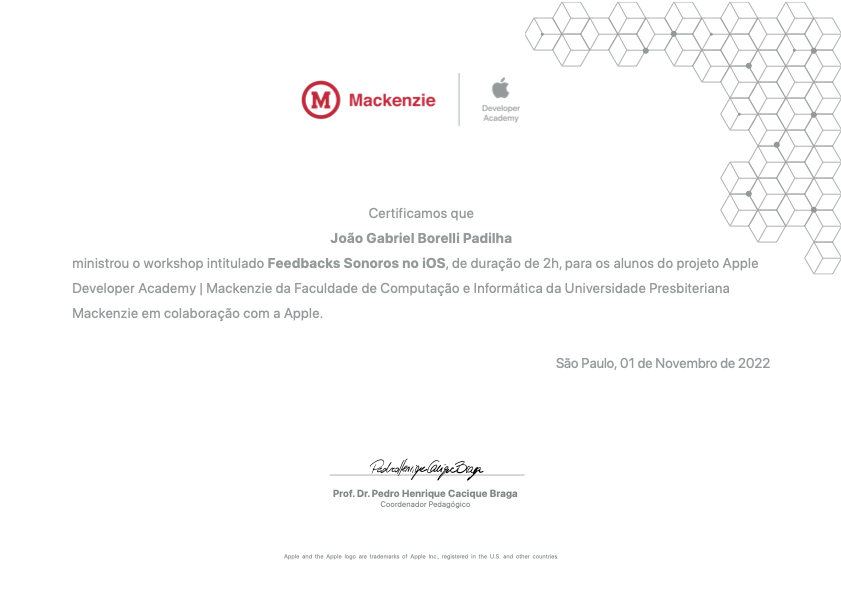 M Mackenzie
Developer
Academy
Certificamos que
João Gabriel Borelli Padilha
ministrou o workshop intitulado Feedbacks Sonoros no iOS, de duração de 2h, para os alunos do projeto Apple
Developer Academy | Mackenzie da Faculdade de Computação e Informática da Universidade Presbiteriana
Mackenzie em colaboração com a Apple.
São Paulo, 01 de Novembro de 2022
Pedro Henrique Cacique Braga
Prof. Dr. Pedro Henrique Cacique Braga
Coordenador Pedagógico
Apple and the Apple logo are trademarks of Apple Inc., registered in the U.S. and other countries.